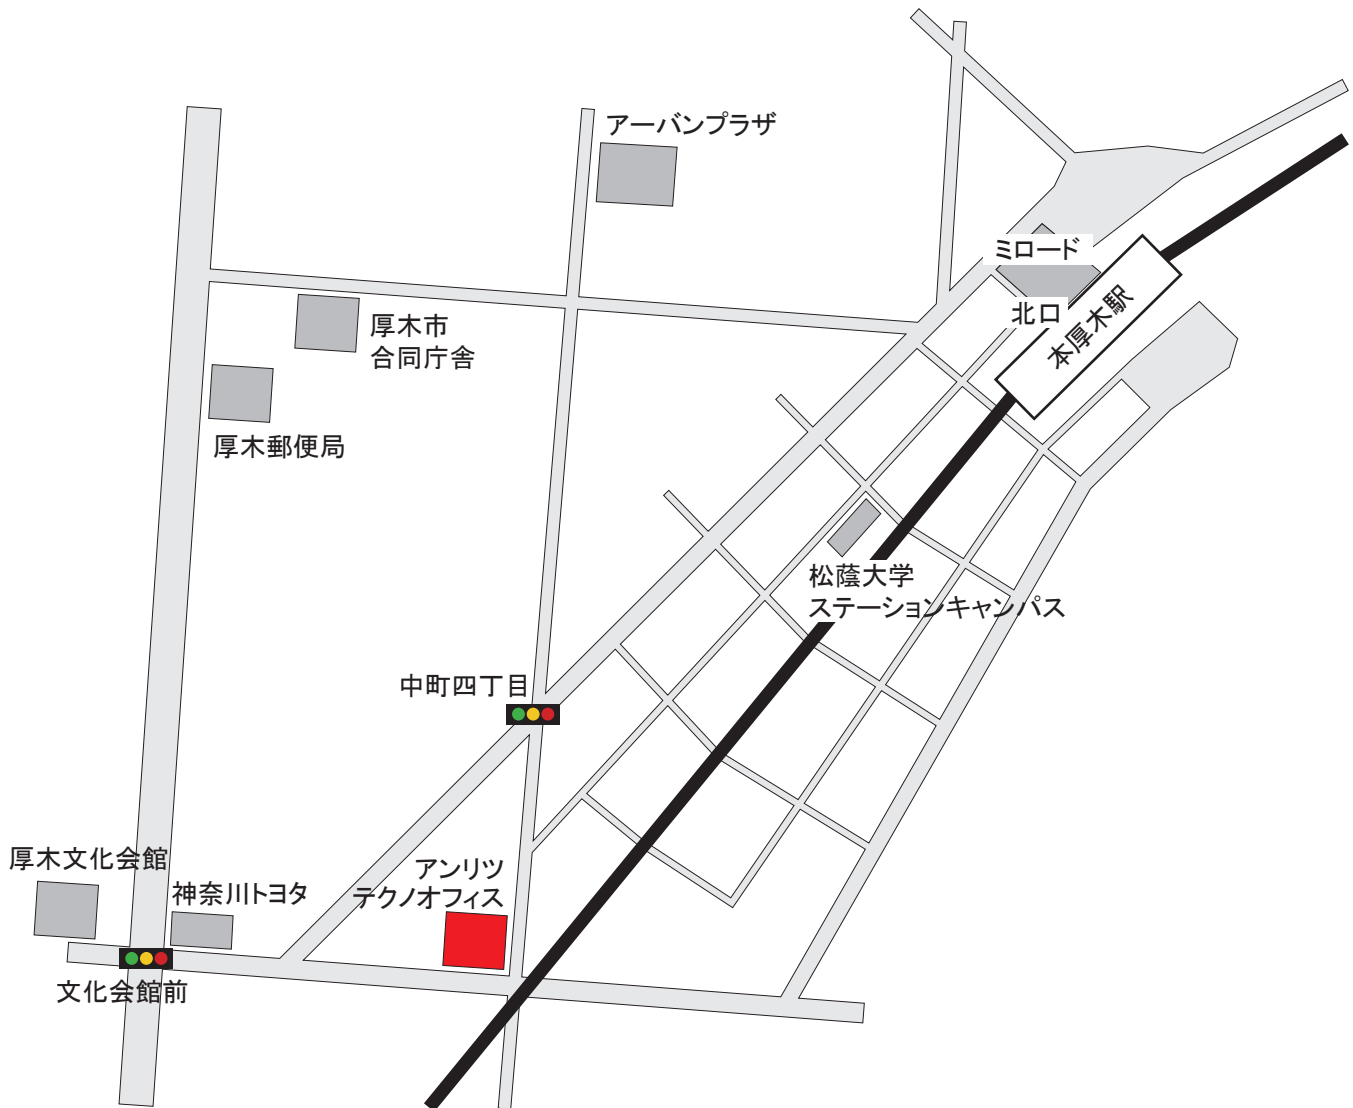 アーバンプラザ
ミロード
北口
本厚木駅
厚木市
合同庁舎
厚木郵便局
松蔭大学
ステーションキャンパス
中町四丁目
厚木文化会館
神奈川トヨタ
アンリツ
テクノオフィス
文化会館前